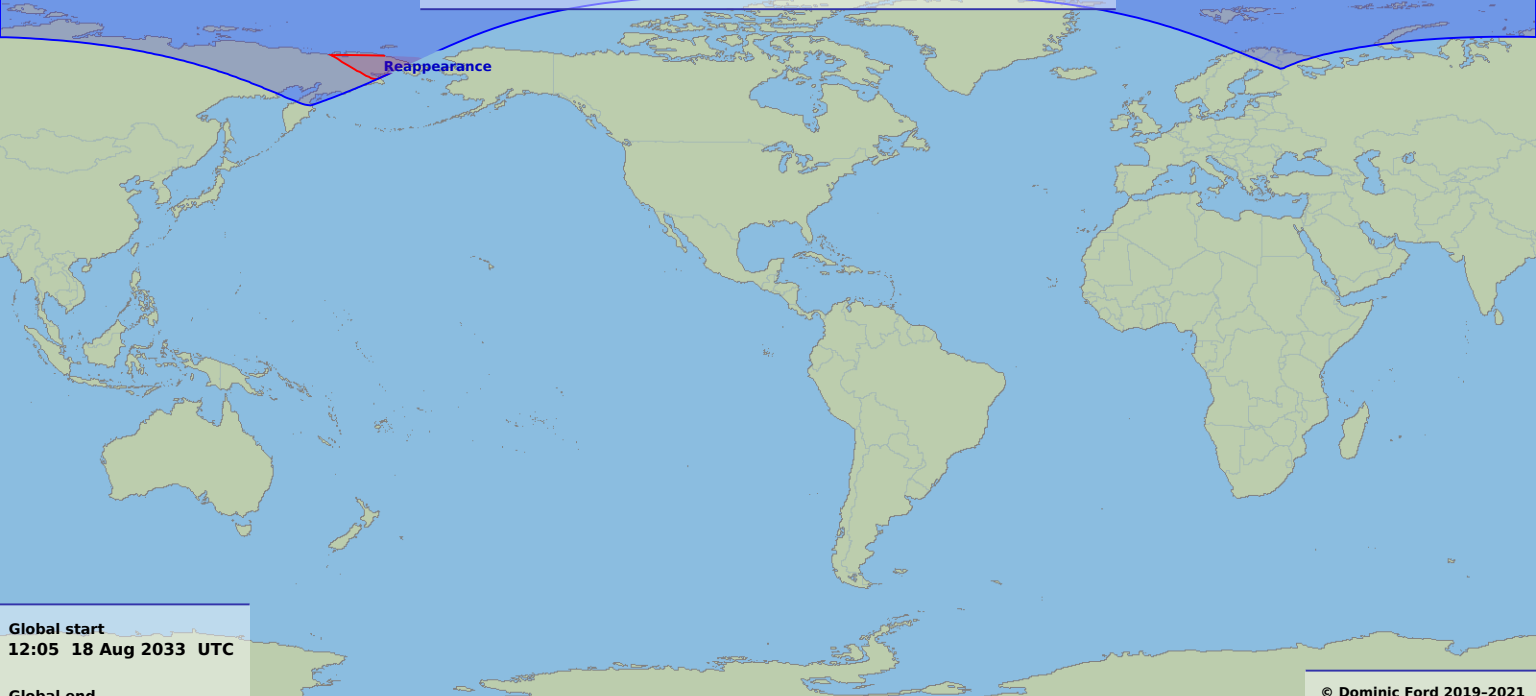 Reappearance
Global start
12:05 18 Aug 2033 UTC
Global end
© Dominic Ford 2019–2021